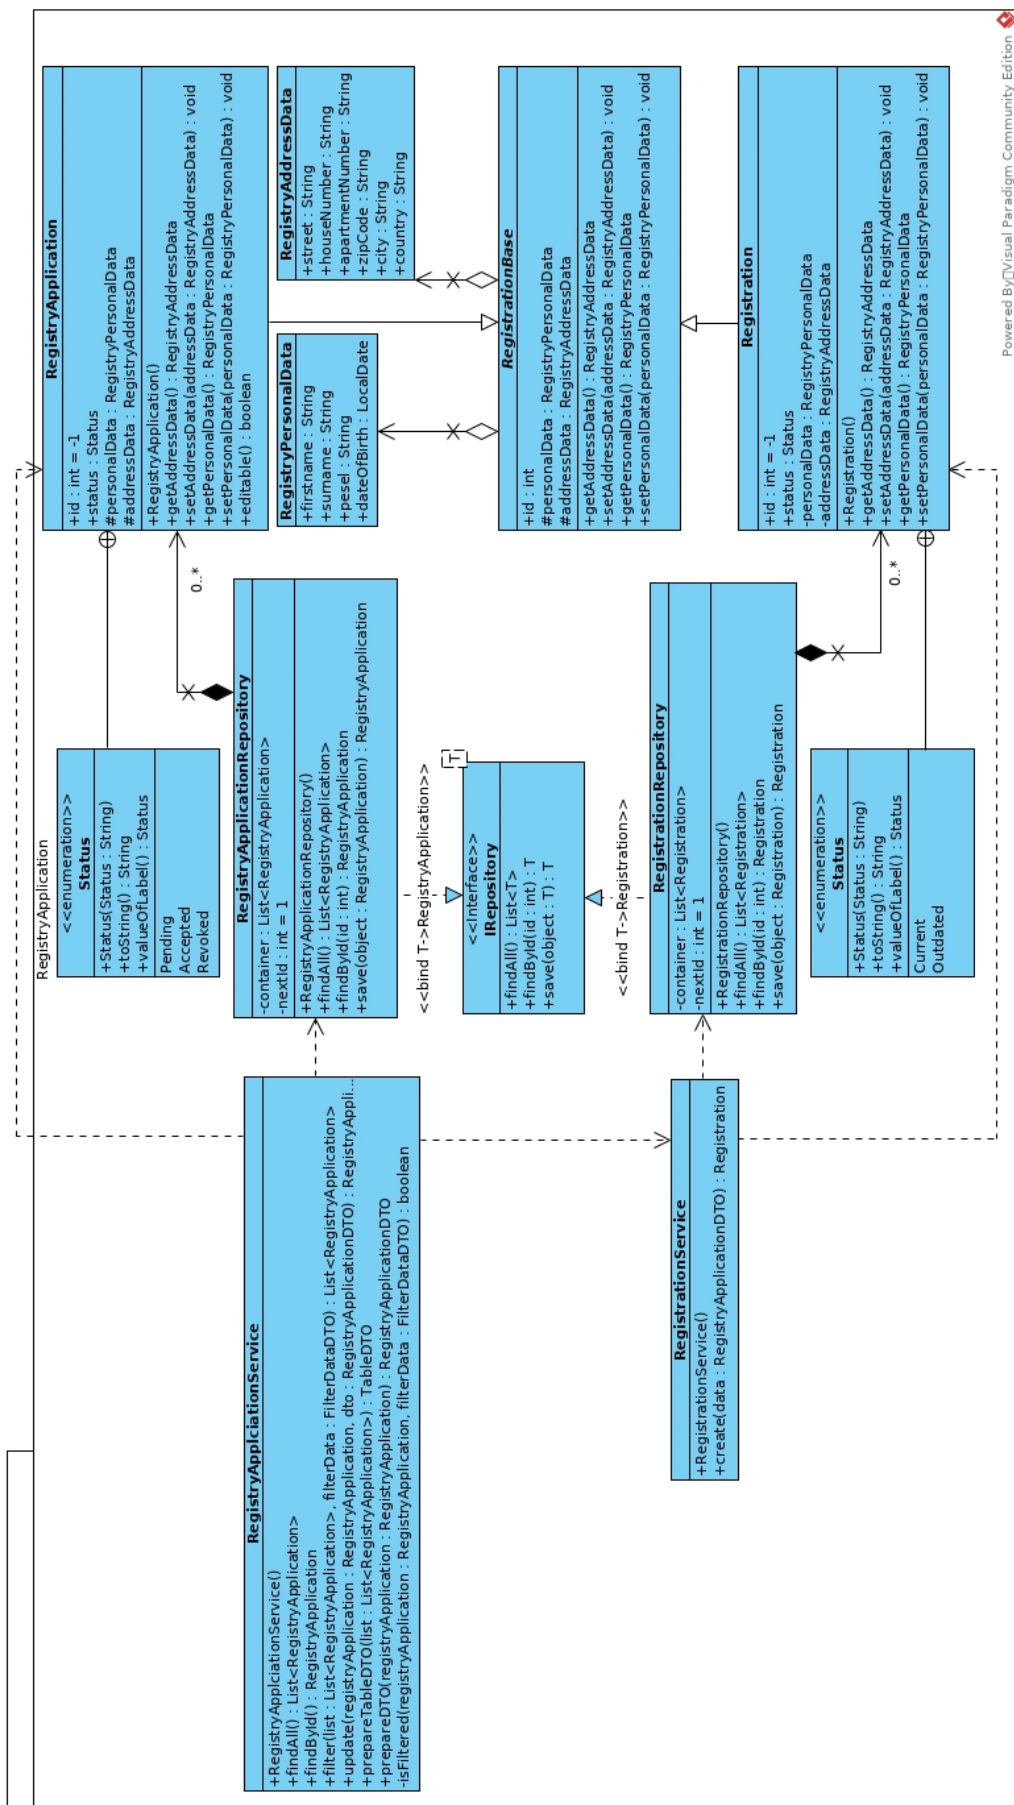 RegistryApplication
RegistryApplciationService
+RegistryApplciationService()
+findAll() : List<RegistryApplication>
+findById() : RegistryApplication
+filter(list : List<RegistryApplication>, filterData : FilterDataDTO) : List<RegistryApplication>
+update(registryApplication : RegistryApplication, dto : RegistryApplicationDTO) : RegistryAppli...
+prepareTableDTO(list : List<RegistryApplication>) : TableDTO
+prepareDTO(registryApplication : RegistryApplication) : RegistryApplicationDTO
-isFiltered(registryApplication : RegistryApplication, filterData : FilterDataDTO) : boolean
<<enumeration>>
Status
+Status(Status : String)
+toString() : String
+valueOfLabel() : Status
Pending
Accepted
Revoked
RegistryApplication
+id : int = -1
+status : Status
#personalData : RegistryPersonalData
#addressData : RegistryAddressData
+RegistryApplication()
+getAddressData() : RegistryAddressData
+setAddressData(addressData : RegistryAddressData) : void
+getPersonalData() : RegistryPersonalData
+setPersonalData(personalData : RegistryPersonalData) : void
+editable() : boolean
0..*
RegistryApplicationRepository
-container : List<RegistryApplication>
-nextId : int = 1
+RegistryApplicationRepository()
+findAll() : List<RegistryApplication>
+findById(id : int) : RegistryApplication
+save(object : RegistryApplication) : RegistryApplication
RegistryPersonalData
+firstname : String
+surname : String
+pesel : String
+dateOfBirth : LocalDate
RegistryAddressData
+street : String
+houseNumber : String
+apartmentNumber : String
+zipCode : String
+city : String
+country : String
<<bind T->RegistryApplication>>
T
<<Interface>>
IRepository
+findAll() : List<T>
+findById(id : int) : T
+save(object : T) : T
RegistrationBase
+id : int
#personalData : RegistryPersonalData
#addressData : RegistryAddressData
+getAddressData() : RegistryAddressData
+setAddressData(addressData : RegistryAddressData) : void
+getPersonalData() : RegistryPersonalData
+setPersonalData(personalData : RegistryPersonalData) : void
<<bind T->Registration>>
RegistrationService
+RegistrationService()
+create(data : RegistryApplicationDTO) : Registration
RegistrationRepository
-container : List<Registration>
-nextId : int = 1
+RegistrationRepository()
+findAll() : List<Registration>
+findById(id : int) : Registration
+save(object : Registration) : Registration
Registration
+id : int = -1
+status : Status
-personalData : RegistryPersonalData
-addressData : RegistryAddressData
+Registration()
+getAddressData() : RegistryAddressData
+setAddressData(addressData : RegistryAddressData) : void
+getPersonalData() : RegistryPersonalData
+setPersonalData(personalData : RegistryPersonalData) : void
0..*
<<enumeration>>
Status
+Status(Status : String)
+toString() : String
+valueOfLabel() : Status
Current
Outdated
Powered By Visual Paradigm Community Edition